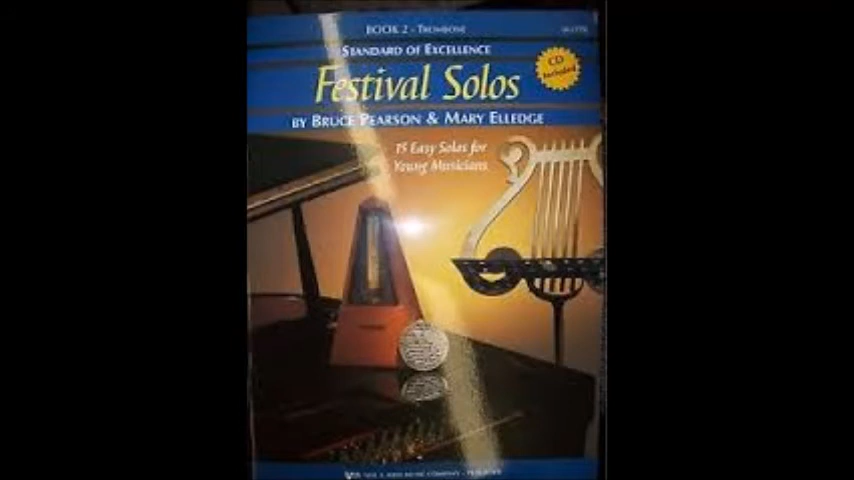 BOOK 2 - TROMBONE
STANDARD OF EXCELLENCE
Festival Solos
CD
Included
BY BRUCE PEARSON & MARY ELLEDGE
15 Easy Solos for
Young Musicians